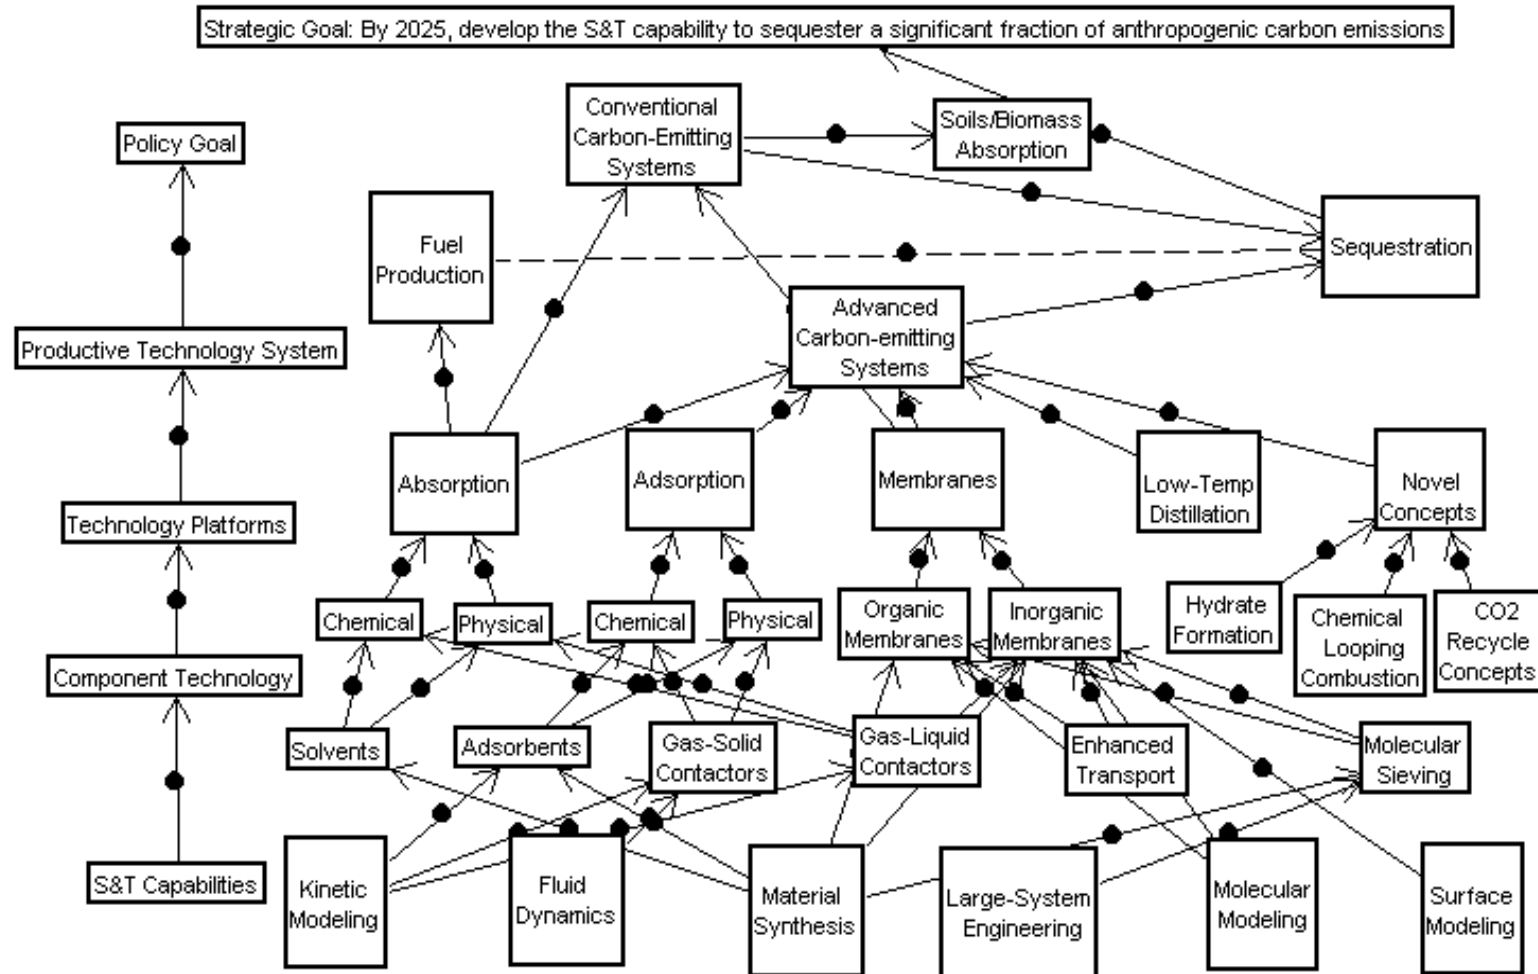 Strategic Goal: By 2025, develop the S&T capability to sequester a significant fraction of anthropogenic carbon emissions
Conventional
Carbon-Emitting
Systems
Soils/Biomass
Absorption
Policy Goal
Fuel
Production
Sequestration
Advanced
Carbon-emitting
Systems
Productive Technology System
Absorption
Adsorption
Membranes
Low-Temp
Distillation
Novel
Concepts
Technology Platforms
Chemical
Physical
Chemical
Physical
Organic
Membranes
Inorganic
Membranes
Hydrate
Formation
Chemical
Looping
Combustion
CO2
Recycle
Concepts
Component Technology
Solvents
Adsorbents
Gas-Solid
Contactors
Gas-Liquid
Contactors
Enhanced
Transport
Molecular
Sieving
S&T Capabilities
Kinetic
Modeling
Fluid
Dynamics
Material
Synthesis
Large-System
Engineering
Molecular
Modeling
Surface
Modeling